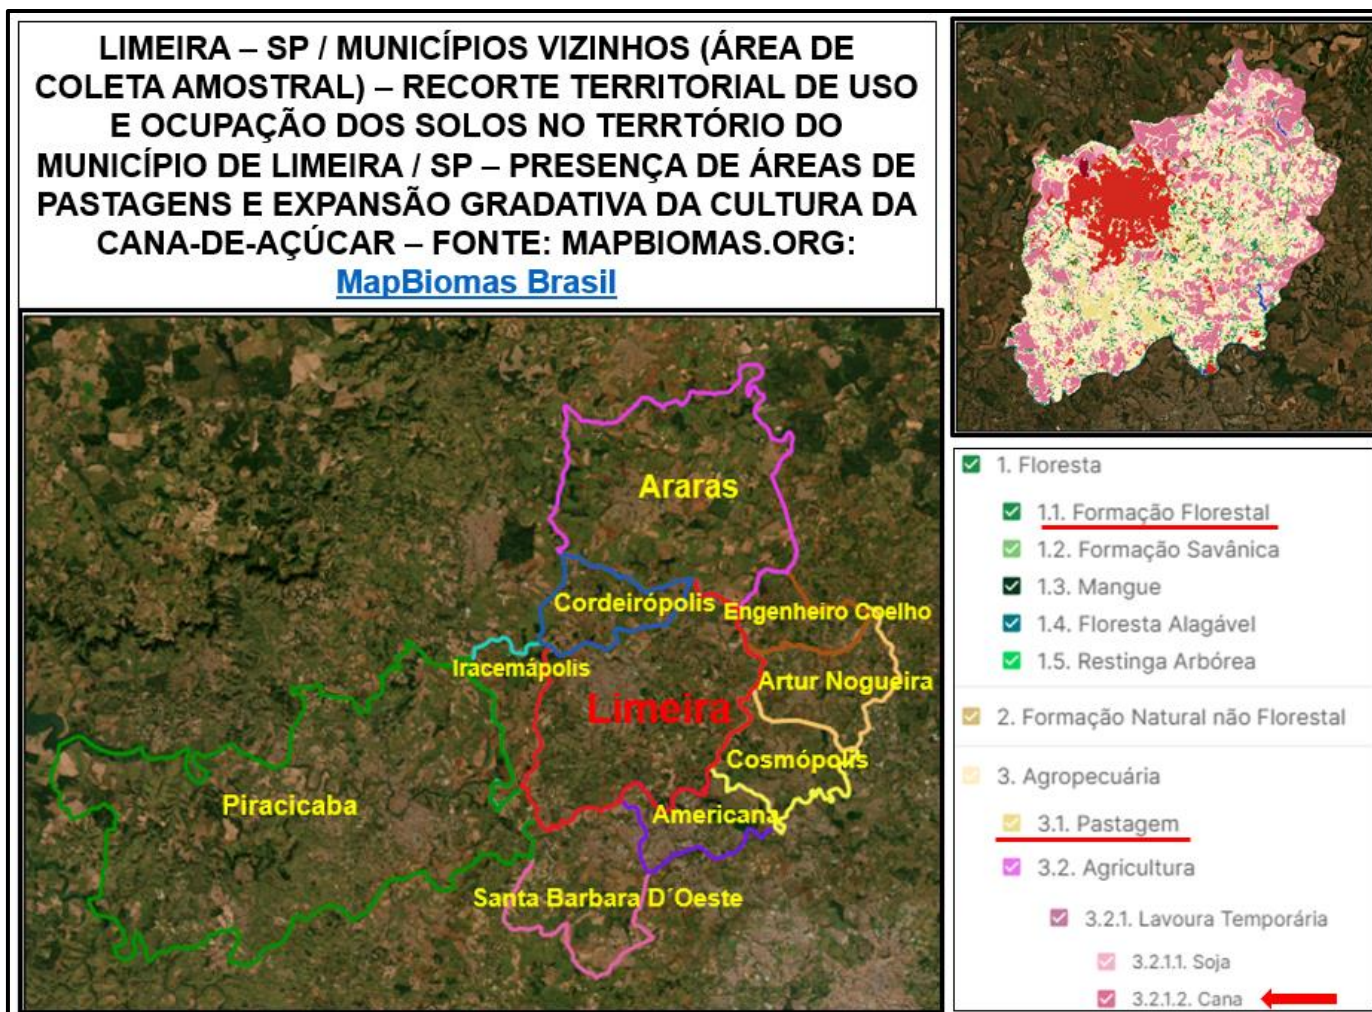 LIMEIRA – SP / MUNICÍPIOS VIZINHOS (ÁREA DE
COLETA AMOSTRAL) – RECORTE TERRITORIAL DE USO
E OCUPAÇÃO DOS SOLOS NO TERRTÓRIO DO
MUNICÍPIO DE LIMEIRA / SP – PRESENÇA DE ÁREAS DE
PASTAGENS E EXPANSÃO GRADATIVA DA CULTURA DA
CANA-DE-AÇÚCAR – FONTE: MAPBIOMAS.ORG:
MapBiomas Brasil
Araras
Cordeirópolis
Engenheiro Coelho
Iracemápolis
Artur Nogueira
Limeira
Cosmópolis
Piracicaba
Americana
Santa Barbara D´Oeste
1. Floresta
1.1. Formação Florestal
1.2. Formação Savânica
1.3. Mangue
1.4. Floresta Alagável
1.5. Restinga Arbórea
2. Formação Natural não Florestal
3. Agropecuária
3.1. Pastagem
3.2. Agricultura
3.2.1. Lavoura Temporária
3.2.1.1. Soja
3.2.1.2. Cana